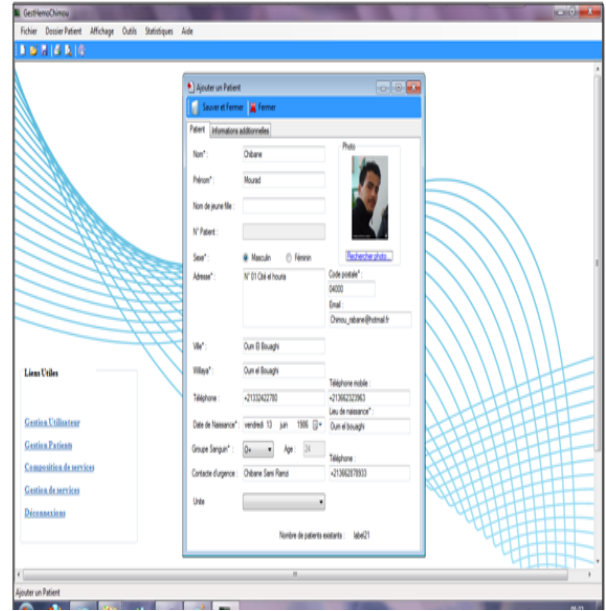 GestHemoChimou
Fichier Dossier Patient Affichage Outils Statistiques Aide
Ajouter un Patient
Sauver et Fermer Fermer
Patient Informations additionnelles
Nom* : Chibane
Photo
Prénom* : Mourad
Nom de jeune fille :
N° Patient :
Sexe* : Masculin Féminin
Rechercher photo...
Adresse* : N° 01 Cité el houria
Code postale* :
04000
Email :
Chimou_rabane@hotmail.fr
Ville* : Oum El Bouaghi
Willaya* : Oum el Bouaghi
Téléphone mobile :
Téléphone : +21332422780 +213662323963
Lieu de naissance* :
Date de Naissance* : vendredi 13 juin 1986 Oum el bouaghi
Groupe Sanguin* : O+ Age : 24
Téléphone :
Contacte d'urgence : Chibane Sami Ramzi +213662878933
Unite
Nombre de patients existants : label21
Liens Utiles
Gestion Utilisateur
Gestion Patients
Composition de services
Gestion de services
Déconnexions
Ajouter un Patient